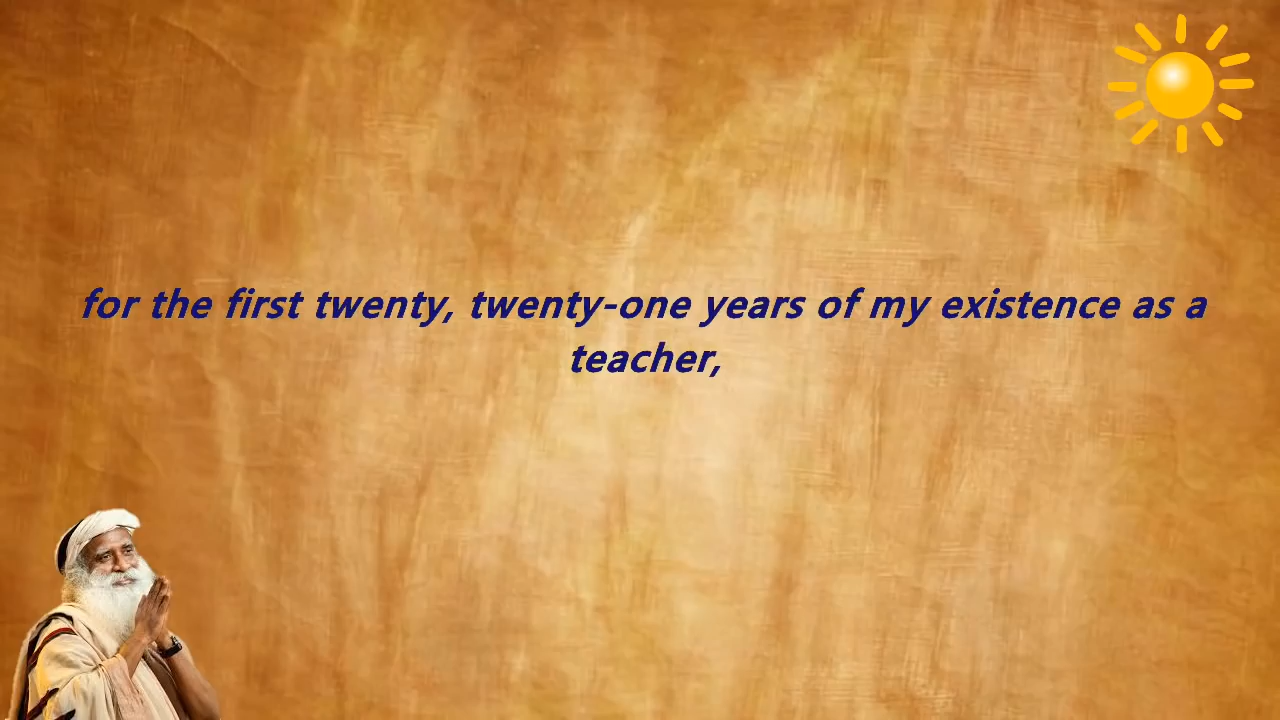 for the first twenty, twenty-one years of my existence as a
teacher,